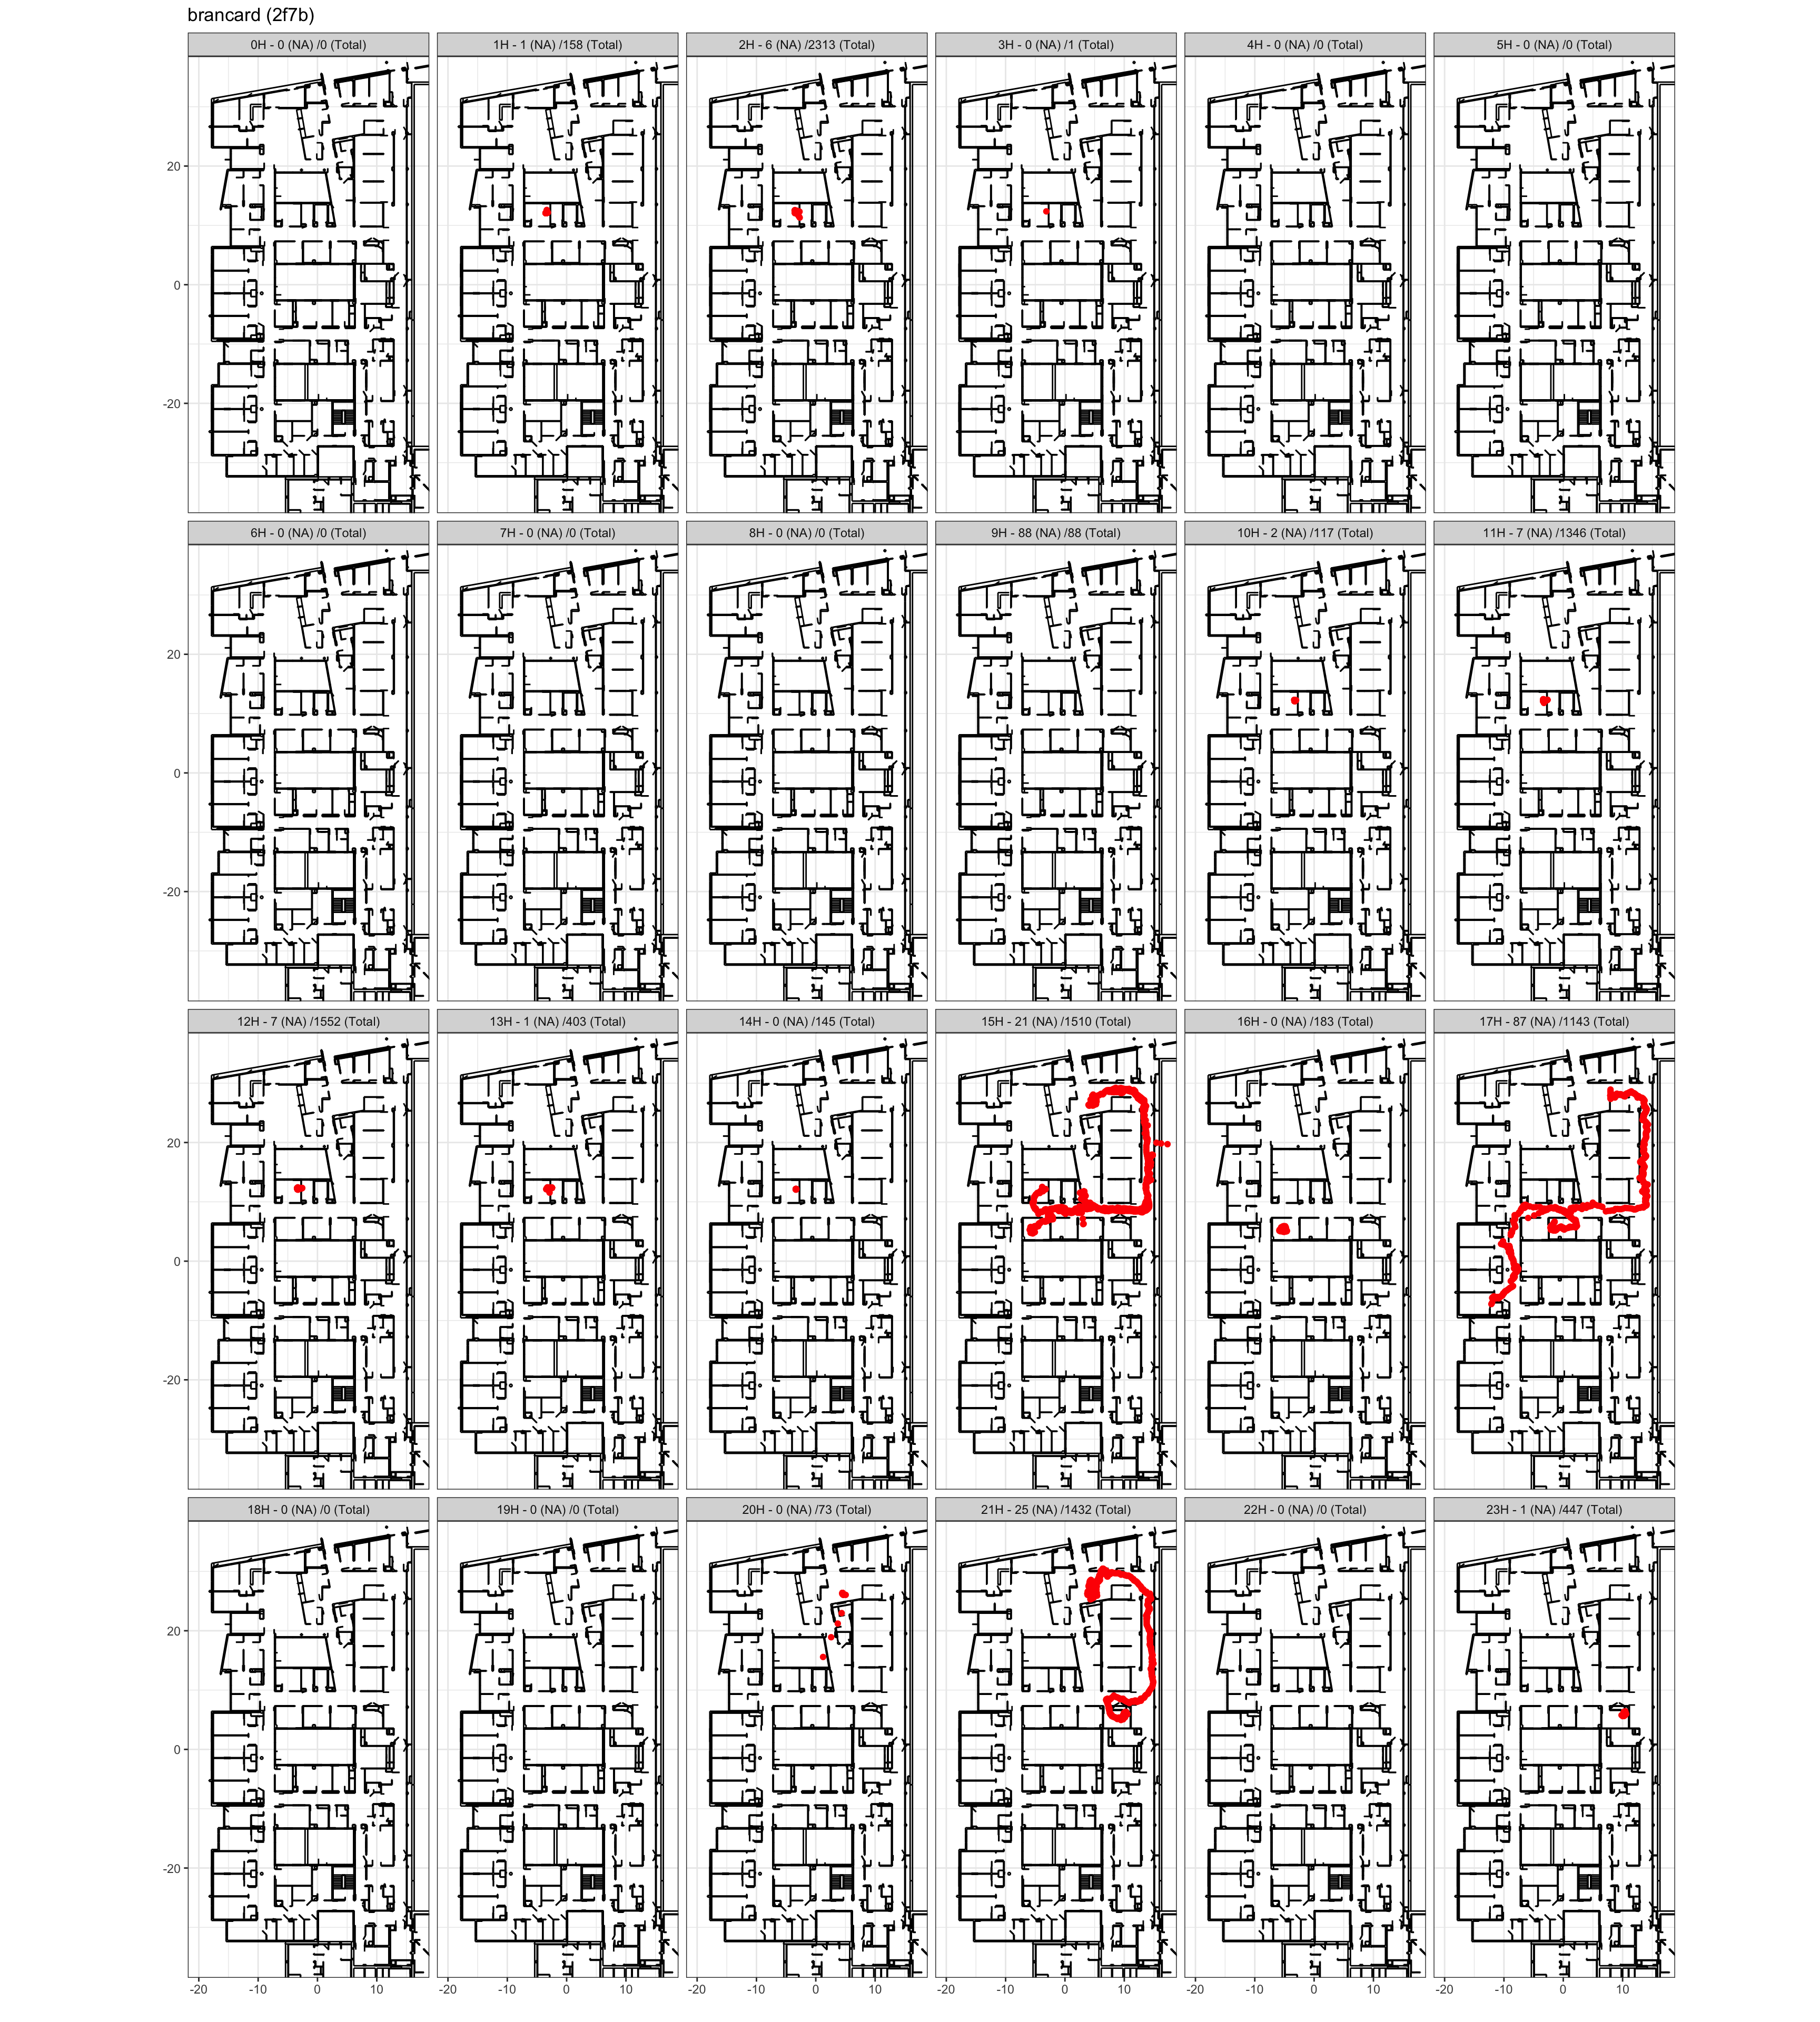 brancard (2f7b)
0H - 0 (NA) /0 (Total)
1H - 1 (NA) /158 (Total)
2H - 6 (NA) /2313 (Total)
3H - 0 (NA) /1 (Total)
4H - 0 (NA) /0 (Total)
5H - 0 (NA) /0 (Total)
20
0
-20
6H - 0 (NA) /0 (Total)
7H - 0 (NA) /0 (Total)
8H - 0 (NA) /0 (Total)
9H - 88 (NA) /88 (Total)
10H - 2 (NA) /117 (Total)
11H - 7 (NA) /1346 (Total)
20
0
-20
12H - 7 (NA) /1552 (Total)
13H - 1 (NA) /403 (Total)
14H - 0 (NA) /145 (Total)
15H - 21 (NA) /1510 (Total)
16H - 0 (NA) /183 (Total)
17H - 87 (NA) /1143 (Total)
20
0
-20
18H - 0 (NA) /0 (Total)
19H - 0 (NA) /0 (Total)
20H - 0 (NA) /73 (Total)
21H - 25 (NA) /1432 (Total)
22H - 0 (NA) /0 (Total)
23H - 1 (NA) /447 (Total)
20
0
-20
-20 -10 0 10
-20 -10 0 10
-20 -10 0 10
-20 -10 0 10
-20 -10 0 10
-20 -10 0 10